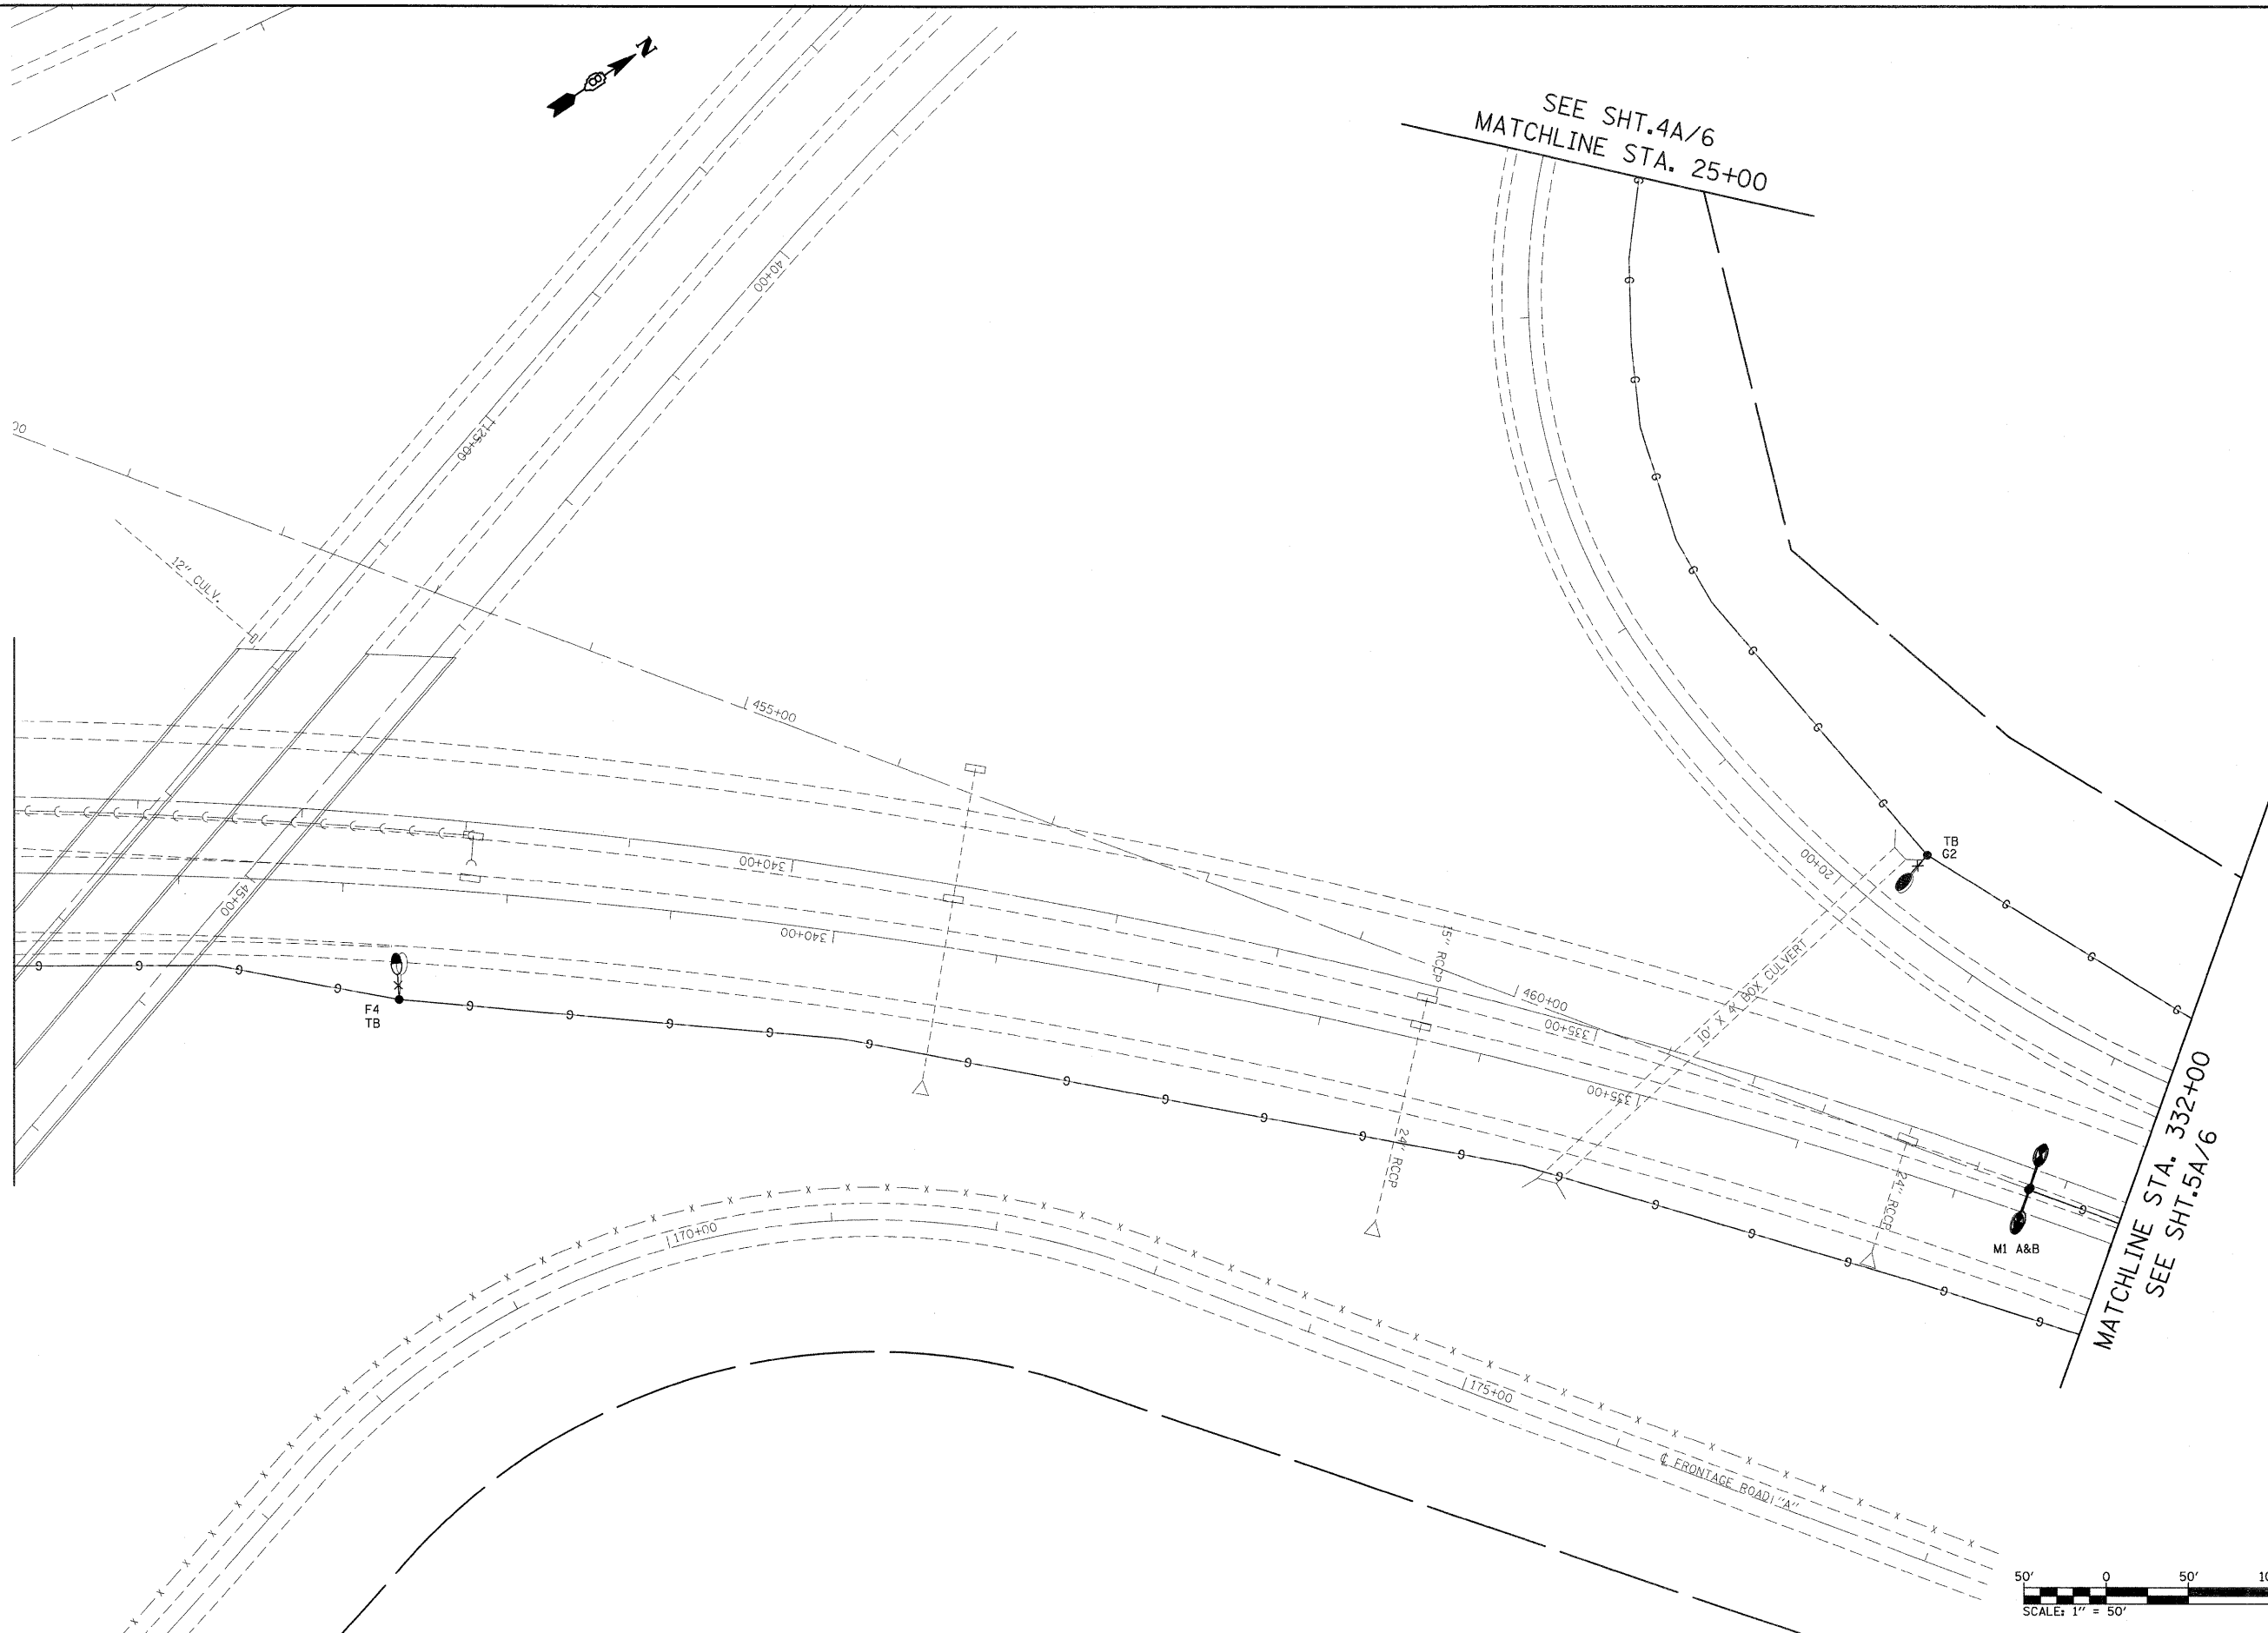 N
SEE SHT.4A/6
MATCHLINE STA. 25+00
40+00
125+00
00
12" CULV.
455+00
340+00
340+00
45+00
F4
TB
15" RCCP
24" RCCP
460+00
335+00
335+00
10' X 4' BOX CULVERT
20+00
TB
G2
24" RCCP
M1 A&B
MATCHLINE STA. 332+00
SEE SHT.5A/6
170+00
175+00
℄ FRONTAGE ROAD "A"
50' 0 50'
SCALE: 1" = 50'